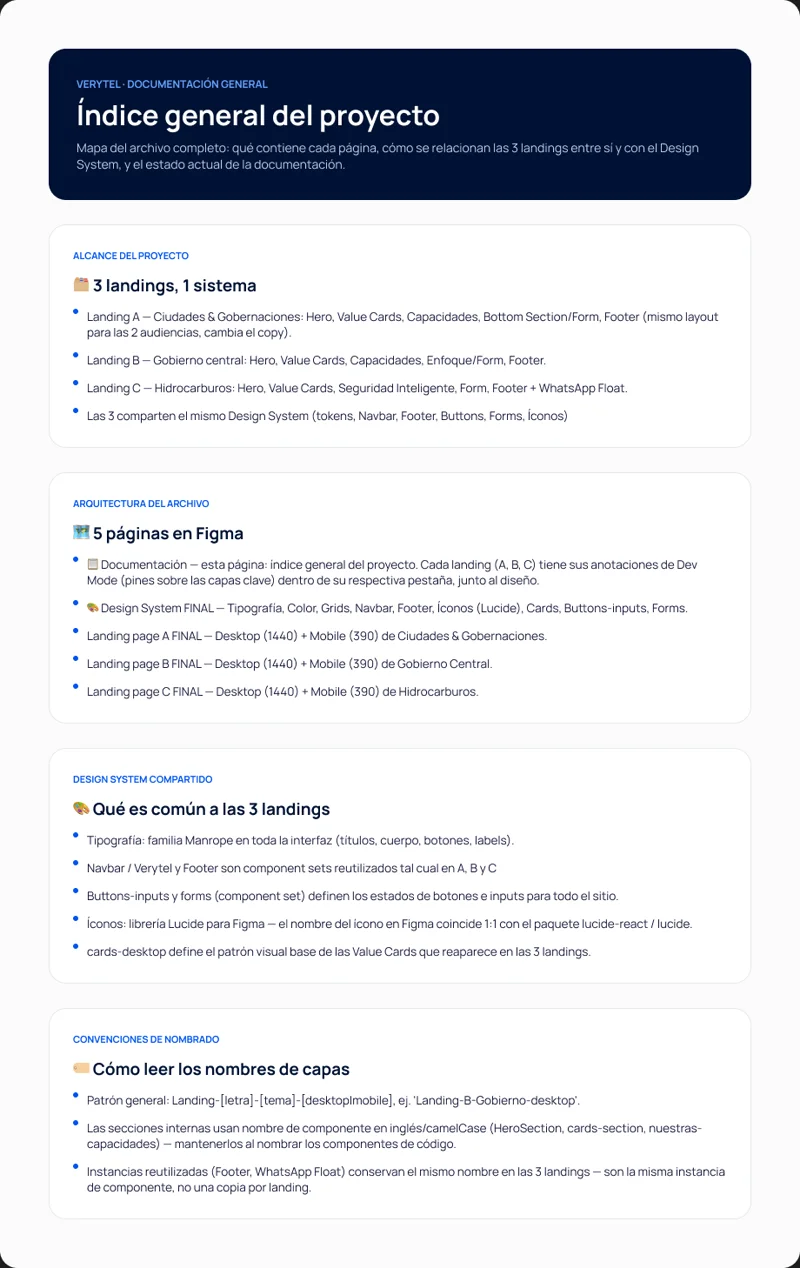 VERYTEL · DOCUMENTACIÓN GENERAL
Índice general del proyecto
Mapa del archivo completo: qué contiene cada página, cómo se relacionan las 3 landings entre sí y con el Design
System, y el estado actual de la documentación.
ALCANCE DEL PROYECTO
3 landings, 1 sistema
Landing A — Ciudades & Gobernaciones: Hero, Value Cards, Capacidades, Bottom Section/Form, Footer (mismo layout
para las 2 audiencias, cambia el copy).
Landing B — Gobierno central: Hero, Value Cards, Capacidades, Enfoque/Form, Footer.
Landing C — Hidrocarburos: Hero, Value Cards, Seguridad Inteligente, Form, Footer + WhatsApp Float.
Las 3 comparten el mismo Design System (tokens, Navbar, Footer, Buttons, Forms, Íconos)
ARQUITECTURA DEL ARCHIVO
5 páginas en Figma
Documentación — esta página: índice general del proyecto. Cada landing (A, B, C) tiene sus anotaciones de Dev
Mode (pines sobre las capas clave) dentro de su respectiva pestaña, junto al diseño.
Design System FINAL — Tipografía, Color, Grids, Navbar, Footer, Íconos (Lucide), Cards, Buttons-inputs, Forms.
Landing page A FINAL — Desktop (1440) + Mobile (390) de Ciudades & Gobernaciones.
Landing page B FINAL — Desktop (1440) + Mobile (390) de Gobierno Central.
Landing page C FINAL — Desktop (1440) + Mobile (390) de Hidrocarburos.
DESIGN SYSTEM COMPARTIDO
Qué es común a las 3 landings
Tipografía: familia Manrope en toda la interfaz (títulos, cuerpo, botones, labels).
Navbar / Verytel y Footer son component sets reutilizados tal cual en A, B y C
Buttons-inputs y forms (component set) definen los estados de botones e inputs para todo el sitio.
Íconos: librería Lucide para Figma — el nombre del ícono en Figma coincide 1:1 con el paquete lucide-react / lucide.
cards-desktop define el patrón visual base de las Value Cards que reaparece en las 3 landings.
CONVENCIONES DE NOMBRADO
Cómo leer los nombres de capas
Patrón general: Landing-[letra]-[tema]-[desktop|mobile], ej. 'Landing-B-Gobierno-desktop'.
Las secciones internas usan nombre de componente en inglés/camelCase (HeroSection, cards-section, nuestras-
capacidades) — mantenerlos al nombrar los componentes de código.
Instancias reutilizadas (Footer, WhatsApp Float) conservan el mismo nombre en las 3 landings — son la misma instancia
de componente, no una copia por landing.